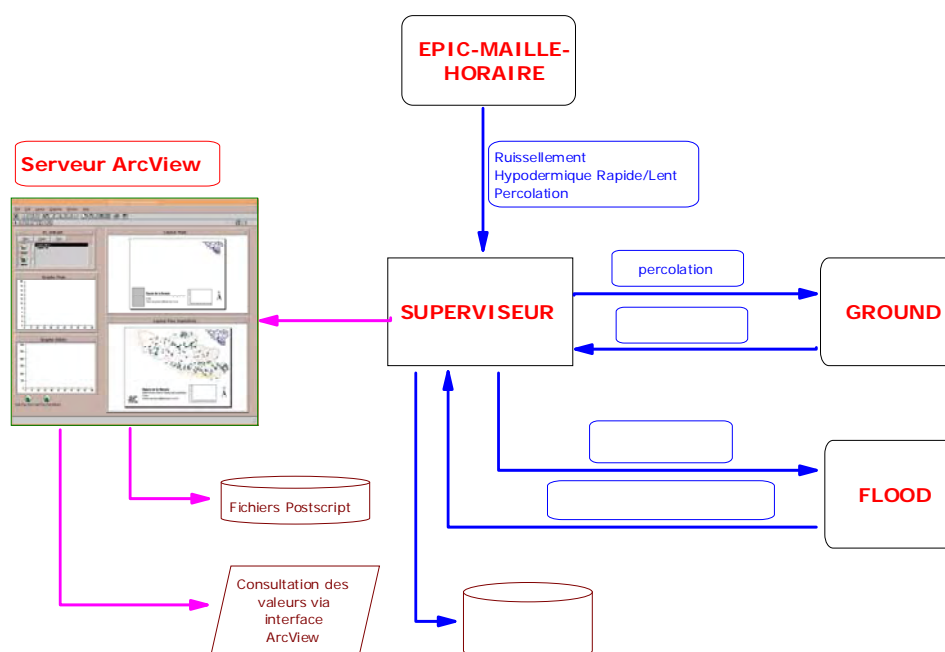 EPIC-MAILLE-
HORAIRE
Serveur ArcView
Ruissellement
Hypodermique Rapide/Lent
Percolation
percolation
SUPERVISEUR
GROUND
FLOOD
Fichiers Postscript
Consultation des
valeurs via
interface
ArcView